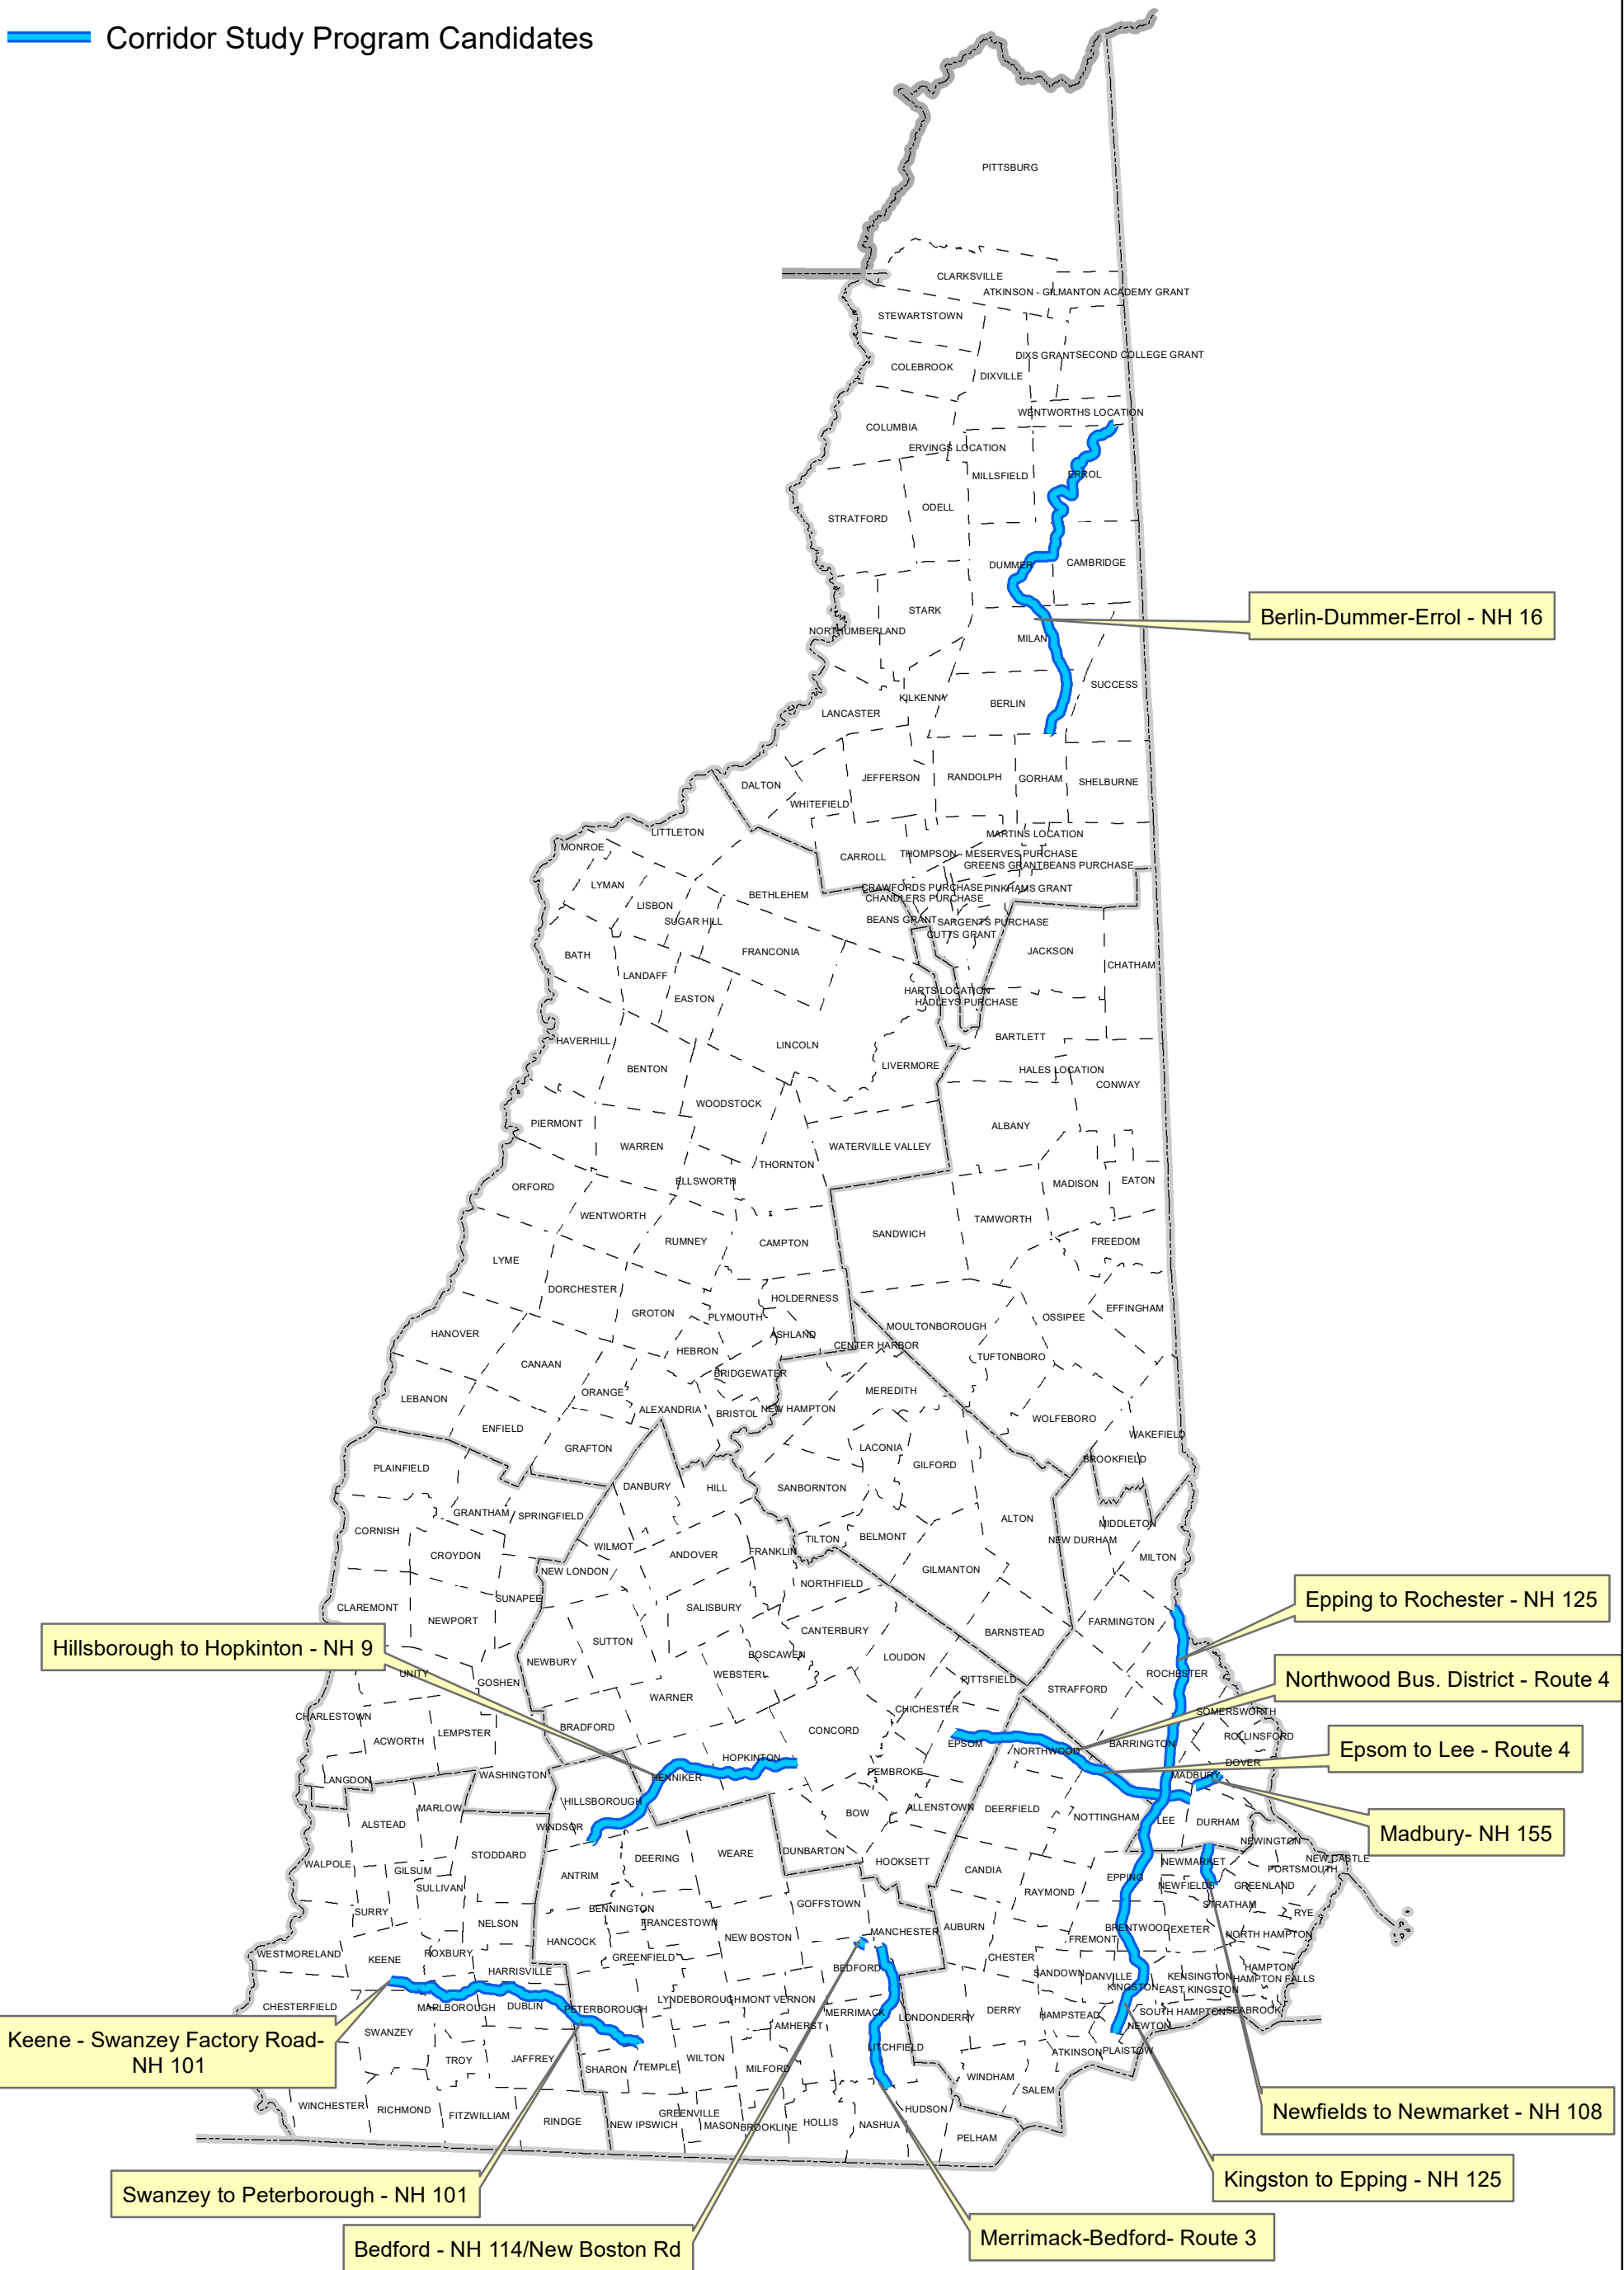 Corridor Study Program Candidates
PITTSBURG
CLARKSVILLE
ATKINSON - GILMANTON ACADEMY GRANT
STEWARTSTOWN
DIXS GRANT
SECOND COLLEGE GRANT
COLEBROOK
DIXVILLE
WENTWORTHS LOCATION
COLUMBIA
ERVINGS LOCATION
MILLSFIELD
ERROL
ODELL
STRATFORD
DUMMER
CAMBRIDGE
STARK
Berlin-Dummer-Errol - NH 16
NORTHUMBERLAND
MILAN
SUCCESS
KILKENNY
BERLIN
LANCASTER
JEFFERSON
RANDOLPH
GORHAM
SHELBURNE
DALTON
WHITEFIELD
LITTLETON
MARTINS LOCATION
MONROE
CARROLL
THOMPSON - MESERVES PURCHASE
GREENS GRANT
BEANS PURCHASE
LYMAN
CRAWFORDS PURCHASE
PINKHAMS GRANT
BETHLEHEM
CHANDLERS PURCHASE
LISBON
SUGAR HILL
BEANS GRANT
SARGENTS PURCHASE
CUTTS GRANT
BATH
FRANCONIA
JACKSON
CHATHAM
LANDAFF
EASTON
HARTS LOCATION
HADLEYS PURCHASE
HAVERHILL
LINCOLN
BARTLETT
BENTON
LIVERMORE
HALES LOCATION
CONWAY
WOODSTOCK
PIERMONT
ALBANY
WARREN
WATERVILLE VALLEY
THORNTON
ORFORD
ELLSWORTH
MADISON
EATON
WENTWORTH
TAMWORTH
RUMNEY
CAMPTON
SANDWICH
FREEDOM
LYME
DORCHESTER
HOLDERNESS
GROTON
PLYMOUTH
EFFINGHAM
OSSIPEE
HANOVER
ASHLAND
MOULTONBOROUGH
CENTER HARBOR
HEBRON
TUFTONBORO
CANAAN
BRIDGEWATER
LEBANON
ORANGE
MEREDITH
ALEXANDRIA
BRISTOL
NEW HAMPTON
WOLFEBORO
ENFIELD
WAKEFIELD
GRAFTON
LACONIA
BROOKFIELD
PLAINFIELD
GILFORD
DANBURY
HILL
SANBORNTON
GRANTHAM
SPRINGFIELD
ALTON
CORNISH
MIDDLETON
TILTON
BELMONT
NEW DURHAM
CROYDON
WILMOT
ANDOVER
FRANKLIN
MILTON
NEW LONDON
GILMANTON
NORTHFIELD
SUNAPEE
CLAREMONT
SALISBURY
Epping to Rochester - NH 125
NEWPORT
FARMINGTON
CANTERBURY
BARNSTEAD
Hillsborough to Hopkinton - NH 9
SUTTON
BOSCAWEN
LOUDON
NEWBURY
UNITY
WEBSTER
ROCHESTER
Northwood Bus. District - Route 4
GOSHEN
PITTSFIELD
STRAFFORD
WARNER
CHICHESTER
SOMERSWORTH
CHARLESTOWN
BRADFORD
CONCORD
LEMPSTER
ROLLINSFORD
ACWORTH
EPSOM
NORTHWOOD
BARRINGTON
Epsom to Lee - Route 4
HOPKINTON
DOVER
PEMBROKE
MADBURY
WASHINGTON
HENNIKER
LANGDON
HILLSBOROUGH
MARLOW
ALLENSTOWN
DEERFIELD
BOW
NOTTINGHAM
LEE
DURHAM
ALSTEAD
WINDSOR
Madbury- NH 155
NEWINGTON
STODDARD
DEERING
WEARE
DUNBARTON
HOOKSETT
NEWMARKET
NEW CASTLE
WALPOLE
GILSUM
CANDIA
PORTSMOUTH
ANTRIM
EPPING
NEWFIELDS
GREENLAND
SULLIVAN
RAYMOND
GOFFSTOWN
STRATHAM
BENNINGTON
SURRY
RYE
NELSON
FRANCESTOWN
AUBURN
BRENTWOOD
EXETER
MANCHESTER
NORTH HAMPTON
NEW BOSTON
FREMONT
HANCOCK
WESTMORELAND
ROXBURY
GREENFIELD
CHESTER
KEENE
BEDFORD
HAMPTON
HARRISVILLE
SANDOWN
DANVILLE
KENSINGTON
HAMPTON FALLS
KINGSTON
EAST KINGSTON
CHESTERFIELD
MARLBOROUGH
DUBLIN
PETERBOROUGH
LYNDEBOROUGH
MONT VERNON
MERRIMACK
DERRY
HAMPSTEAD
SOUTH HAMPTON
SEABROOK
LONDONDERRY
AMHERST
NEWTON
SWANZEY
Keene - Swanzey Factory Road-
NH 101
LITCHFIELD
ATKINSON
PLAISTOW
TROY
JAFFREY
WILTON
SHARON
TEMPLE
MILFORD
WINDHAM
SALEM
WINCHESTER
RICHMOND
FITZWILLIAM
GREENVILLE
HUDSON
Newfields to Newmarket - NH 108
RINDGE
NEW IPSWICH
MASON
BROOKLINE
HOLLIS
NASHUA
PELHAM
Kingston to Epping - NH 125
Swanzey to Peterborough - NH 101
Merrimack-Bedford- Route 3
Bedford - NH 114/New Boston Rd